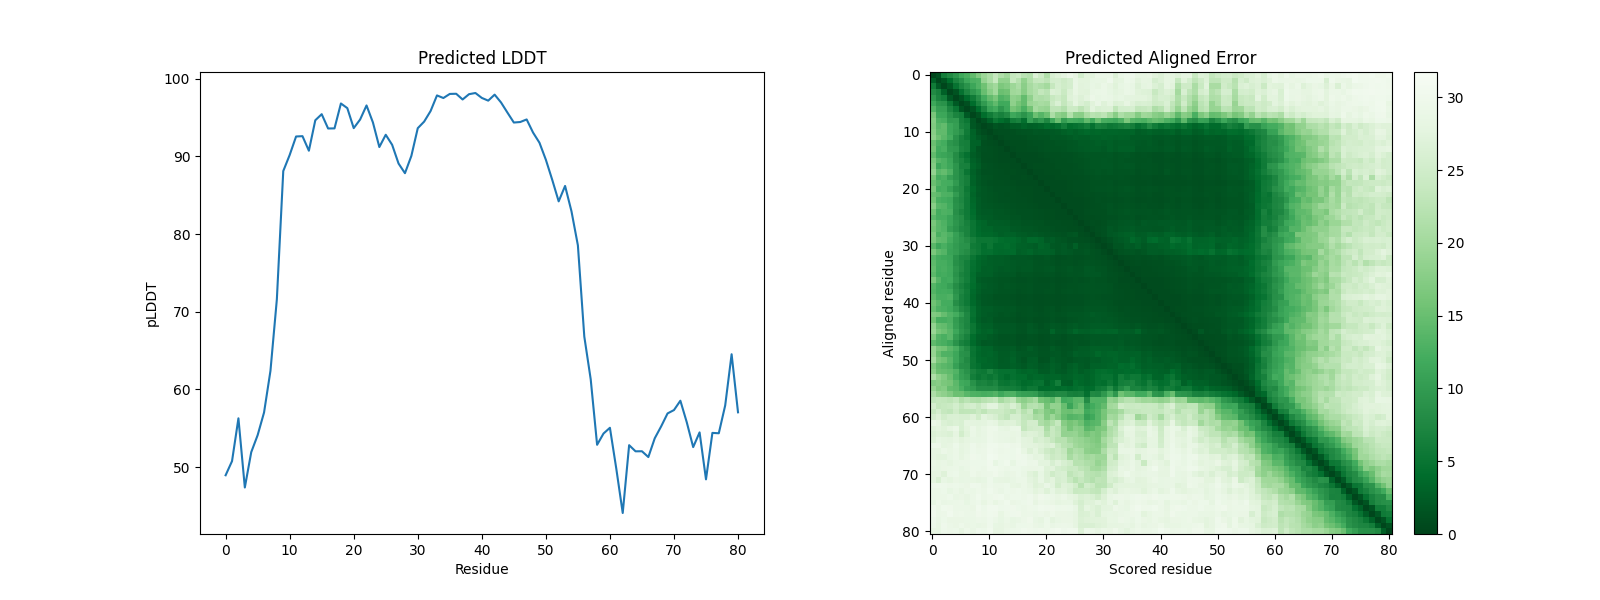 Predicted LDDT
pLDDT
100
90
80
70
60
50
0 10 20 30 40 50 60 70 80
Residue
Predicted Aligned Error
Aligned residue
0
10
20
30
40
50
60
70
80
0 10 20 30 40 50 60 70 80
Scored residue
30
25
20
15
10
5
0